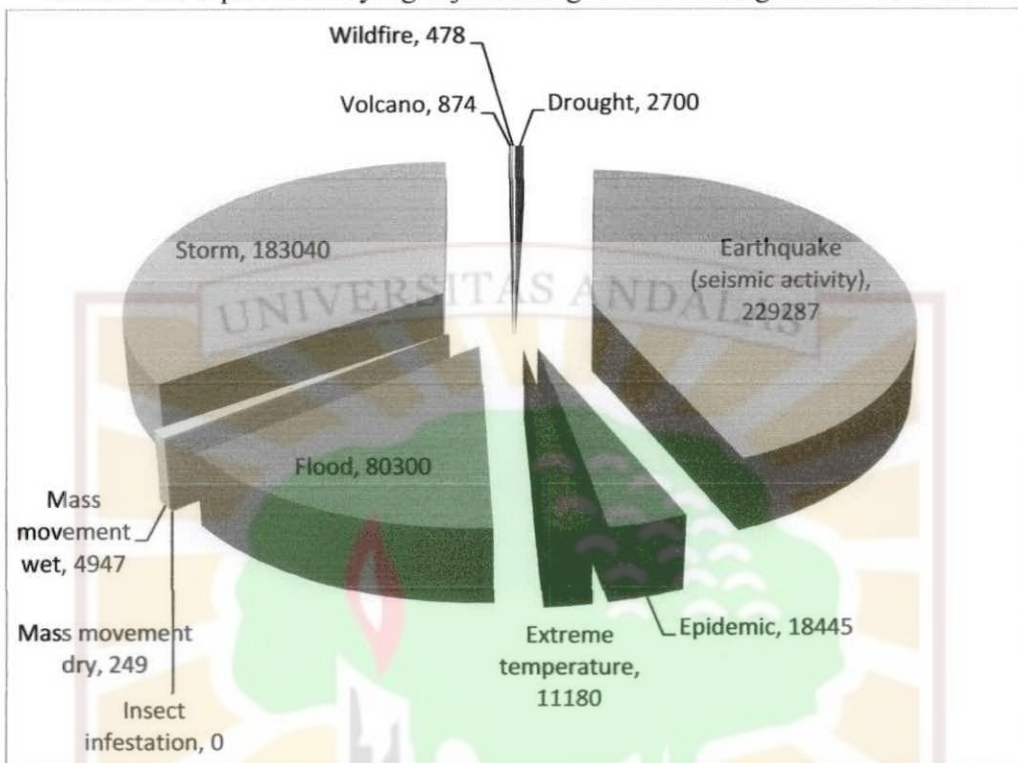 Wildfire, 478
Volcano, 874
Drought, 2700
Storm, 183040
Earthquake
(seismic activity),
229287
UNIVERSITAS ANDALAS
Flood, 80300
Mass
movement
wet, 4947
Mass movement
dry, 249
Insect
infestation, 0
Extreme
temperature,
11180
Epidemic, 18445